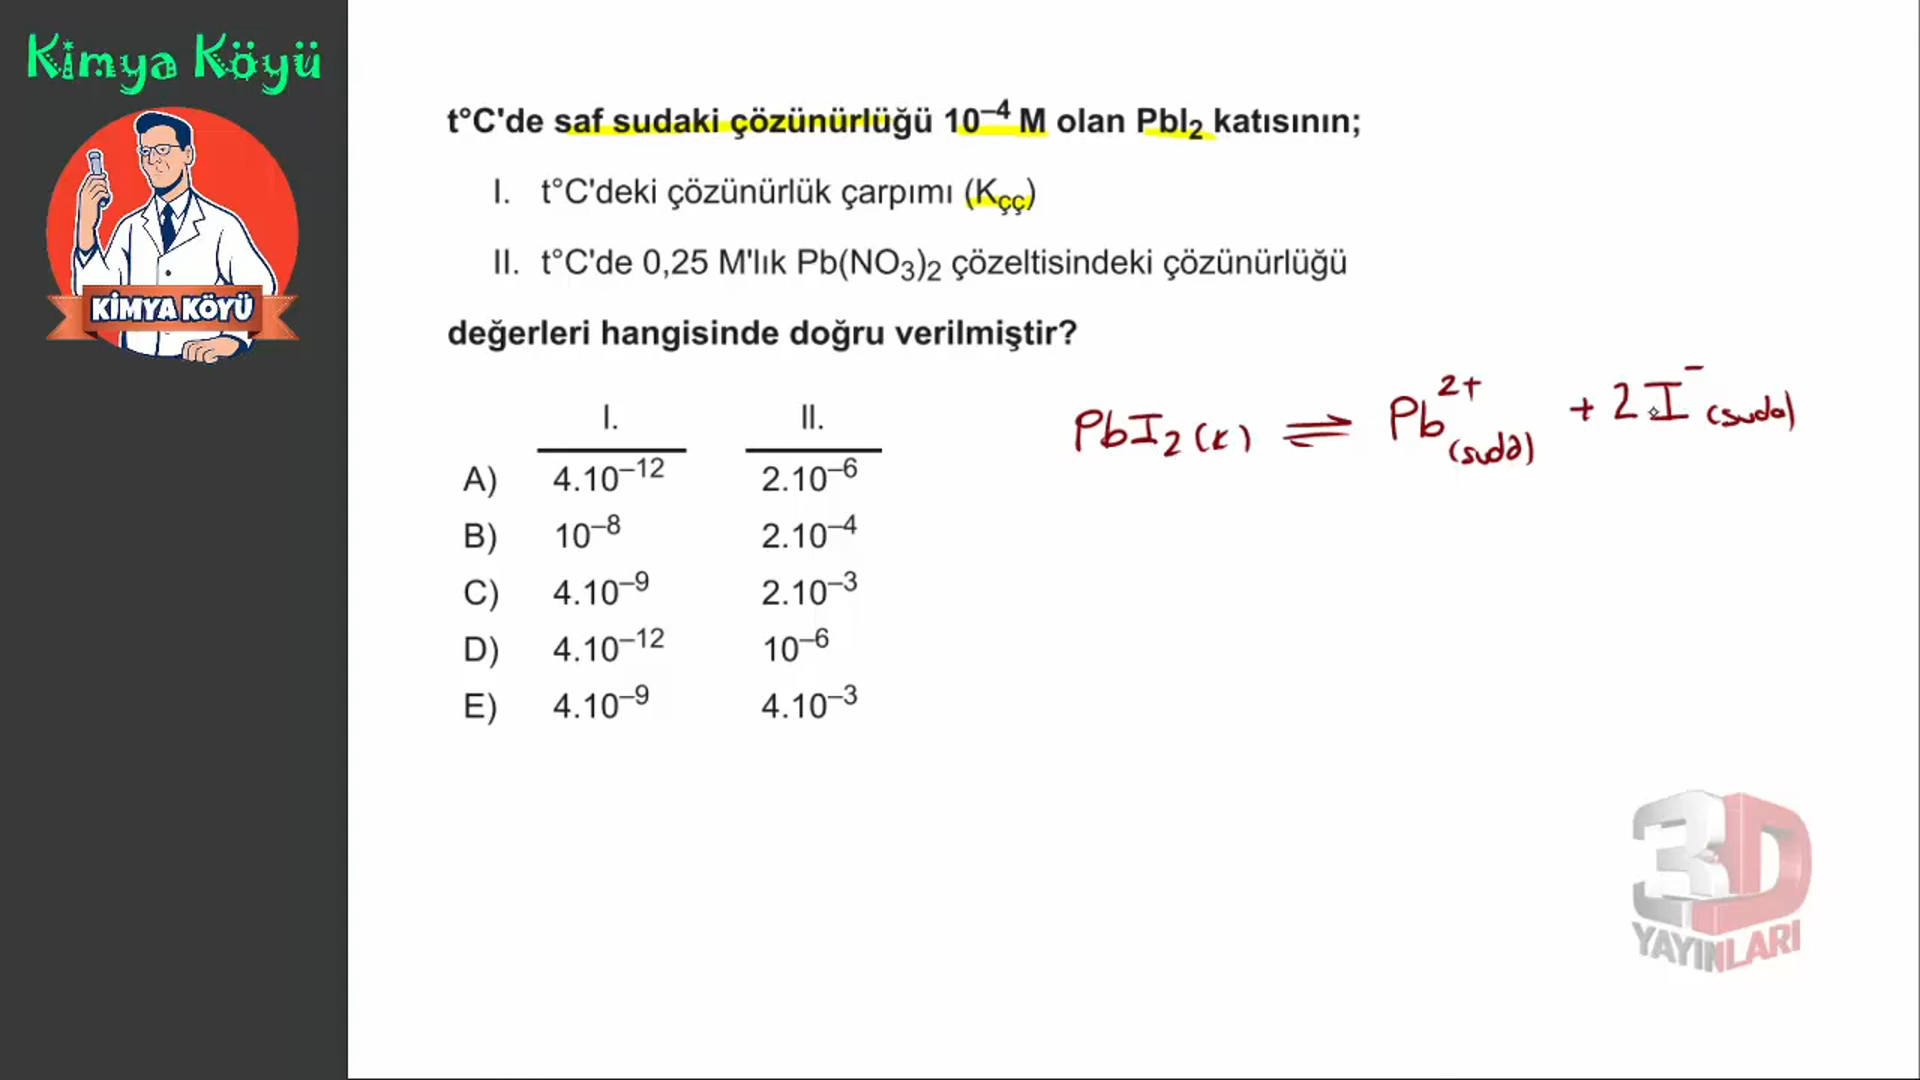 Kimya Köyü
KİMYA KÖYÜ
t°C'de saf sudaki çözünürlüğü 10⁻⁴ M olan PbI₂ katısının;
I. t°C'deki çözünürlük çarpımı (Kçç)
II. t°C'de 0,25 M'lık Pb(NO₃)₂ çözeltisindeki çözünürlüğü
değerleri hangisinde doğru verilmiştir?
I. II.
A) 4.10⁻¹² 2.10⁻⁶
B) 10⁻⁸ 2.10⁻⁴
C) 4.10⁻⁹ 2.10⁻³
D) 4.10⁻¹² 10⁻⁶
E) 4.10⁻⁹ 4.10⁻³
PbI₂(k) ⇌ Pb²⁺(suda) + 2I⁻(suda)
3D
YAYINLARI